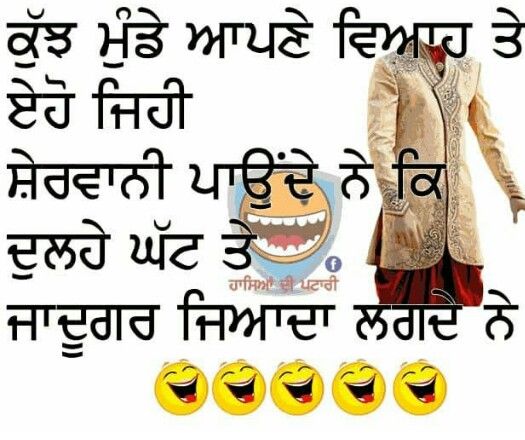 ਕੁੱਝ ਮੁੰਡੇ ਆਪਣੇ ਵਿਆਹ ਤੇ
ਏਹੋ ਜਿਹੀ
ਸ਼ੇਰਵਾਨੀ ਪਾਉਂਦੇ ਨੇ ਕਿ
ਦੁਲਹੇ ਘੱਟ ਤੇ
f
ਹਾਸਿਆਂ ਦੀ ਪਟਾਰੀ
ਜਾਦੂਗਰ ਜਿਆਦਾ ਲਗਦੇ ਨੇ